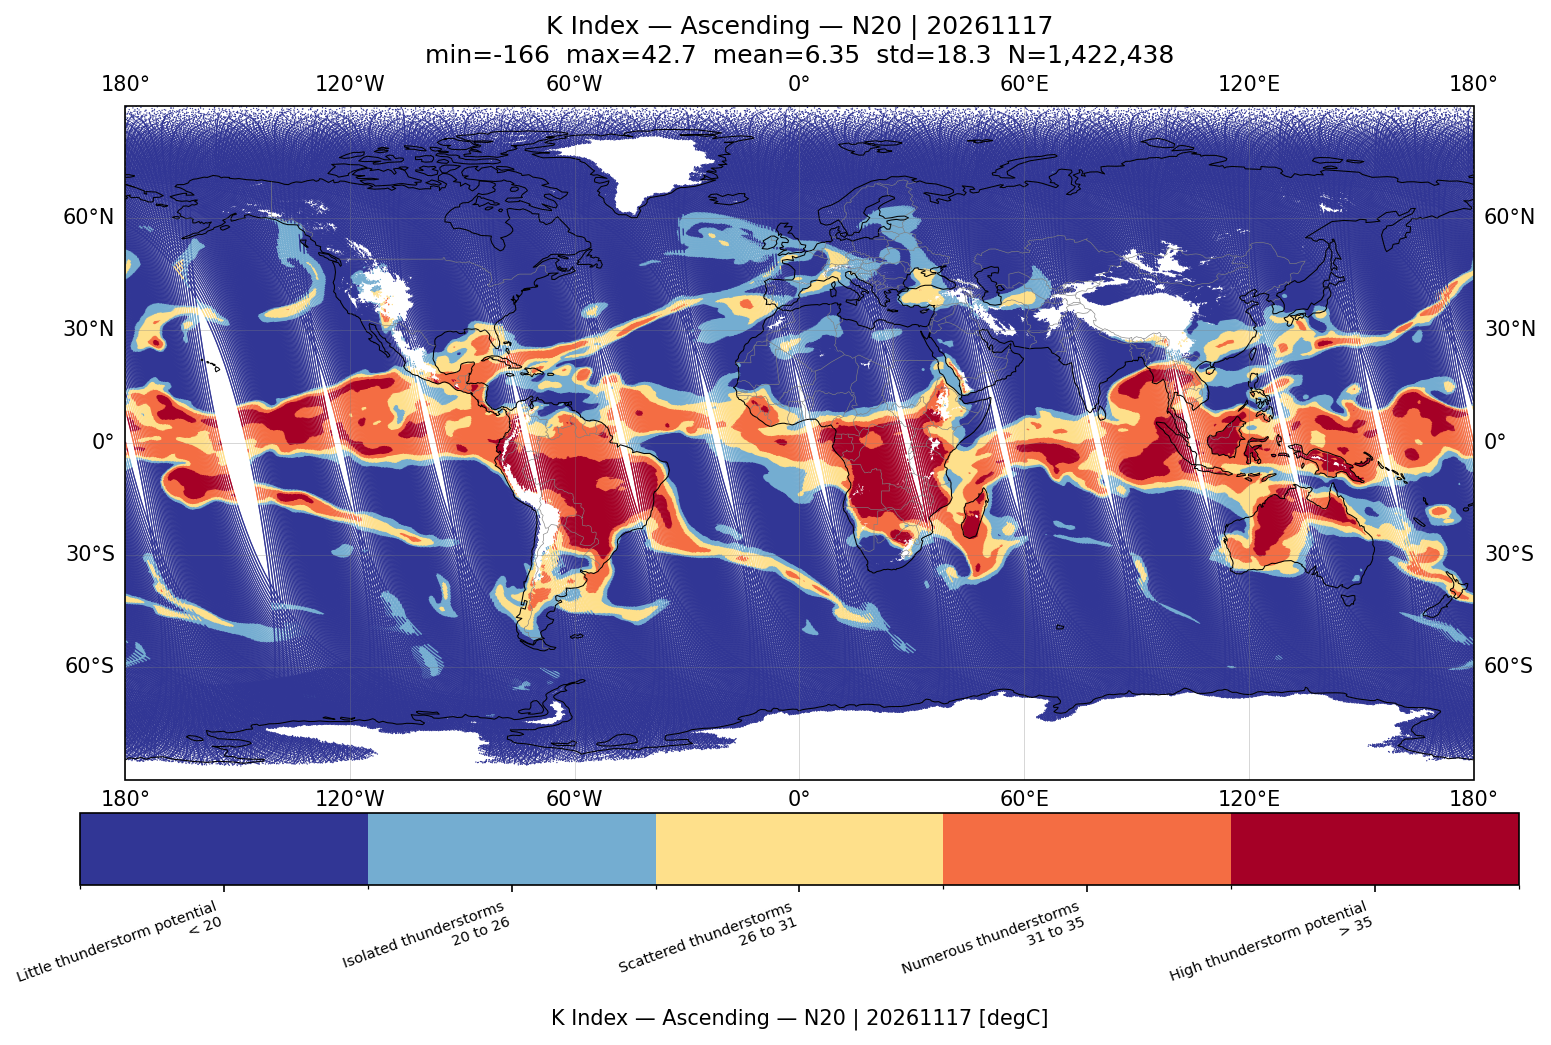 K Index — Ascending — N20 | 20261117
min=-166  max=42.7  mean=6.35  std=18.3  N=1,422,438
180° 120°W 60°W 0° 60°E 120°E 180°
60°N 60°N
30°N 30°N
0° 0°
30°S 30°S
60°S 60°S
180° 120°W 60°W 0° 60°E 120°E 180°
Little thunderstorm potential
< 20
Isolated thunderstorms
20 to 26
Scattered thunderstorms
26 to 31
Numerous thunderstorms
31 to 35
High thunderstorm potential
> 35
K Index — Ascending — N20 | 20261117 [degC]